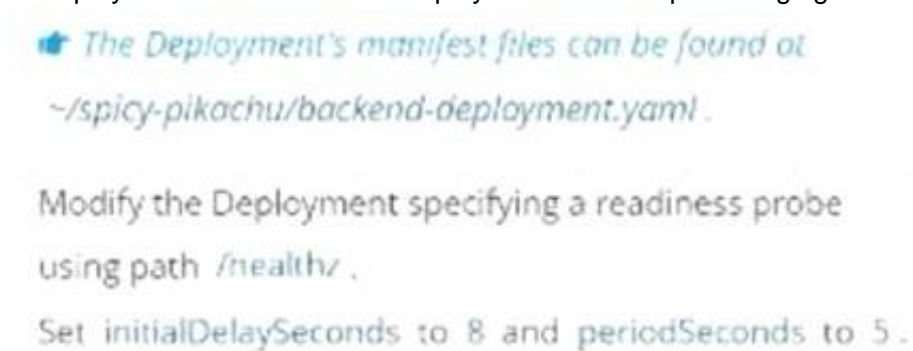 The Deployment's manifest files can be found at
~/spicy-pikachu/backend-deployment.yaml .
Modify the Deployment specifying a readiness probe
using path /healthz .
Set initialDelaySeconds to 8 and periodSeconds to 5 .